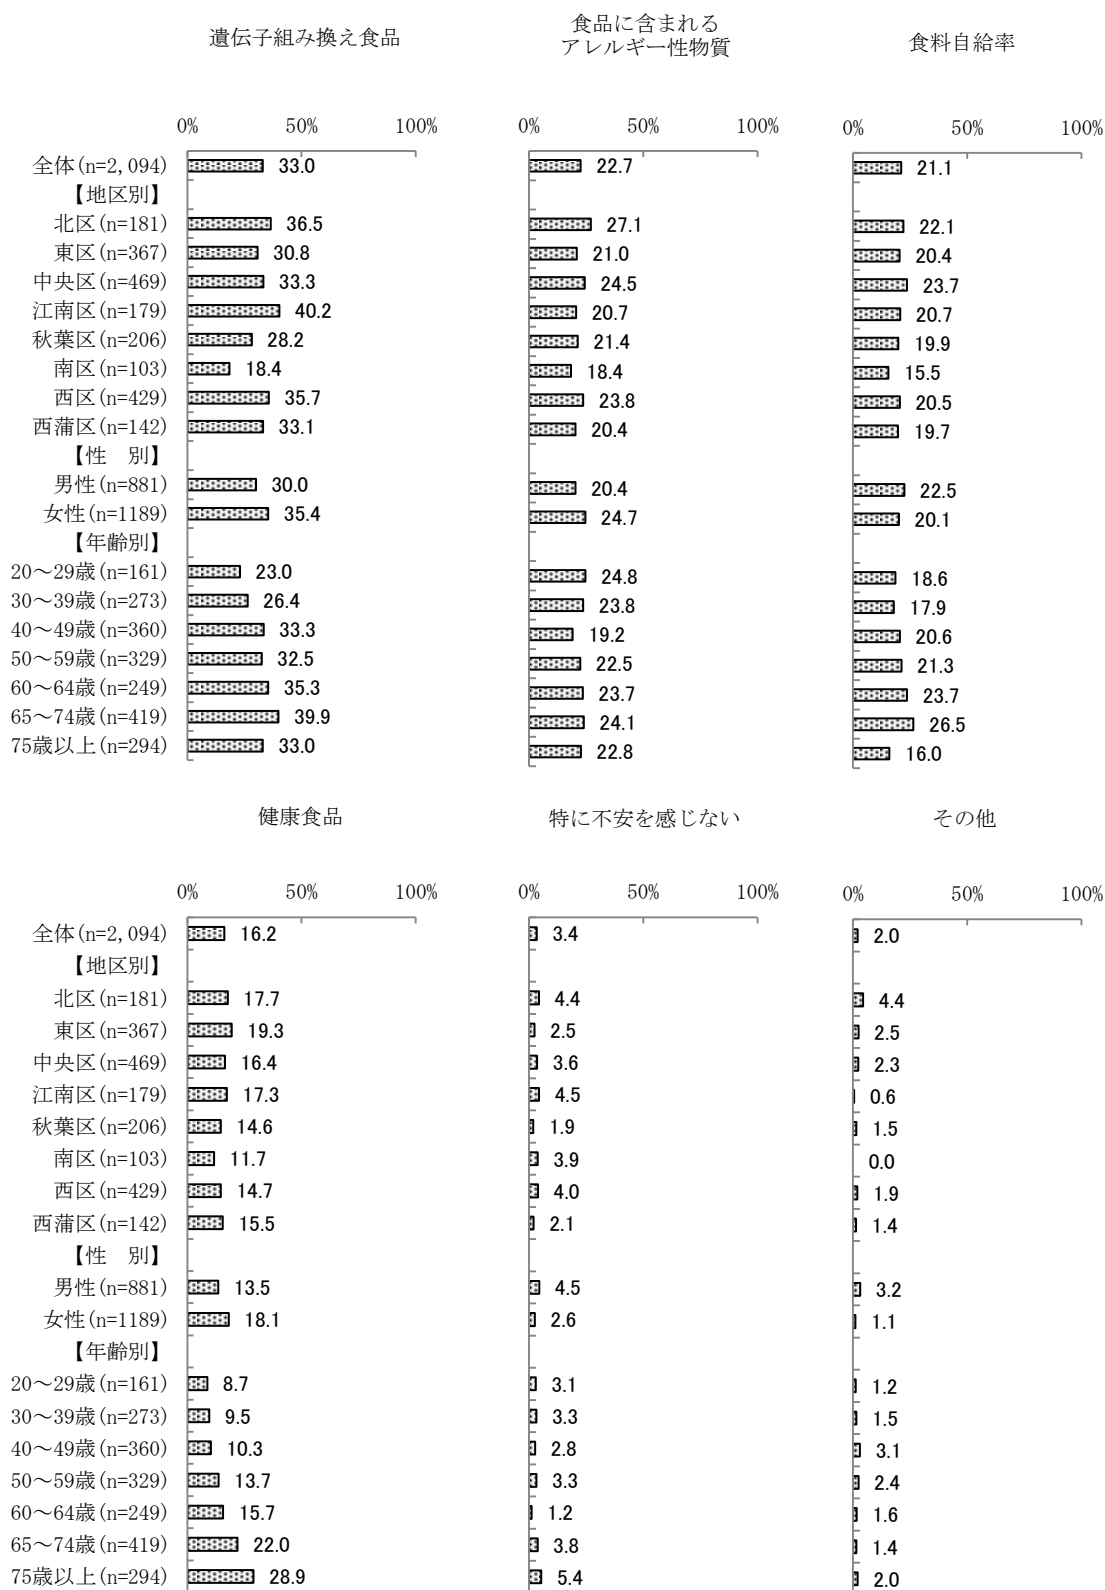 遺伝子組み換え食品
食品に含まれる
アレルギー性物質
食料自給率
0% 50% 100% 0% 50% 100% 0% 50% 100%
全体(n=2,094) 33.0 22.7 21.1
【地区別】
北区(n=181) 36.5 27.1 22.1
東区(n=367) 30.8 21.0 20.4
中央区(n=469) 33.3 24.5 23.7
江南区(n=179) 40.2 20.7 20.7
秋葉区(n=206) 28.2 21.4 19.9
南区(n=103) 18.4 18.4 15.5
西区(n=429) 35.7 23.8 20.5
西蒲区(n=142) 33.1 20.4 19.7
【性　別】
男性(n=881) 30.0 20.4 22.5
女性(n=1189) 35.4 24.7 20.1
【年齢別】
20～29歳(n=161) 23.0 24.8 18.6
30～39歳(n=273) 26.4 23.8 17.9
40～49歳(n=360) 33.3 19.2 20.6
50～59歳(n=329) 32.5 22.5 21.3
60～64歳(n=249) 35.3 23.7 23.7
65～74歳(n=419) 39.9 24.1 26.5
75歳以上(n=294) 33.0 22.8 16.0
健康食品 特に不安を感じない その他
0% 50% 100% 0% 50% 100% 0% 50% 100%
全体(n=2,094) 16.2 3.4 2.0
【地区別】
北区(n=181) 17.7 4.4 4.4
東区(n=367) 19.3 2.5 2.5
中央区(n=469) 16.4 3.6 2.3
江南区(n=179) 17.3 4.5 0.6
秋葉区(n=206) 14.6 1.9 1.5
南区(n=103) 11.7 3.9 0.0
西区(n=429) 14.7 4.0 1.9
西蒲区(n=142) 15.5 2.1 1.4
【性　別】
男性(n=881) 13.5 4.5 3.2
女性(n=1189) 18.1 2.6 1.1
【年齢別】
20～29歳(n=161) 8.7 3.1 1.2
30～39歳(n=273) 9.5 3.3 1.5
40～49歳(n=360) 10.3 2.8 3.1
50～59歳(n=329) 13.7 3.3 2.4
60～64歳(n=249) 15.7 1.2 1.6
65～74歳(n=419) 22.0 3.8 1.4
75歳以上(n=294) 28.9 5.4 2.0